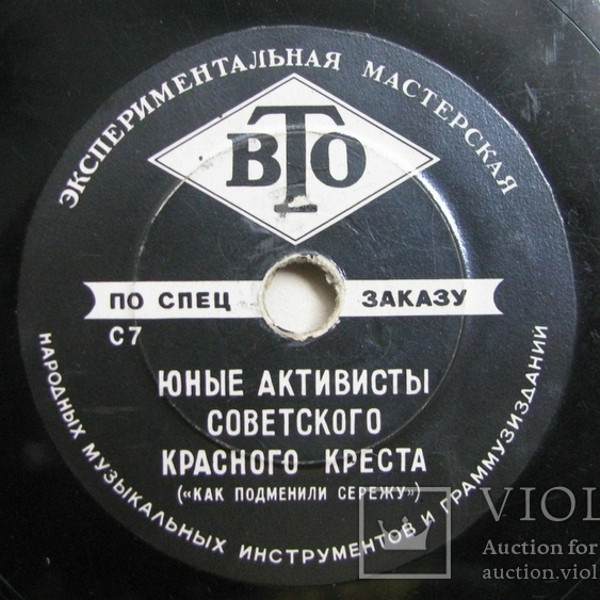 ЭКСПЕРИМЕНТАЛЬНАЯ МАСТЕРСКАЯ
ВТО
ПО СПЕЦ ЗАКАЗУ
С7
ЮНЫЕ АКТИВИСТЫ
СОВЕТСКОГО
КРАСНОГО КРЕСТА
(«КАК ПОДМЕНИЛИ СЕРЕЖУ»)
НАРОДНЫХ МУЗЫКАЛЬНЫХ ИНСТРУМЕНТОВ И ГРАММУЗИЗДАНИЙ
VIOL
Auction for
auction.viol